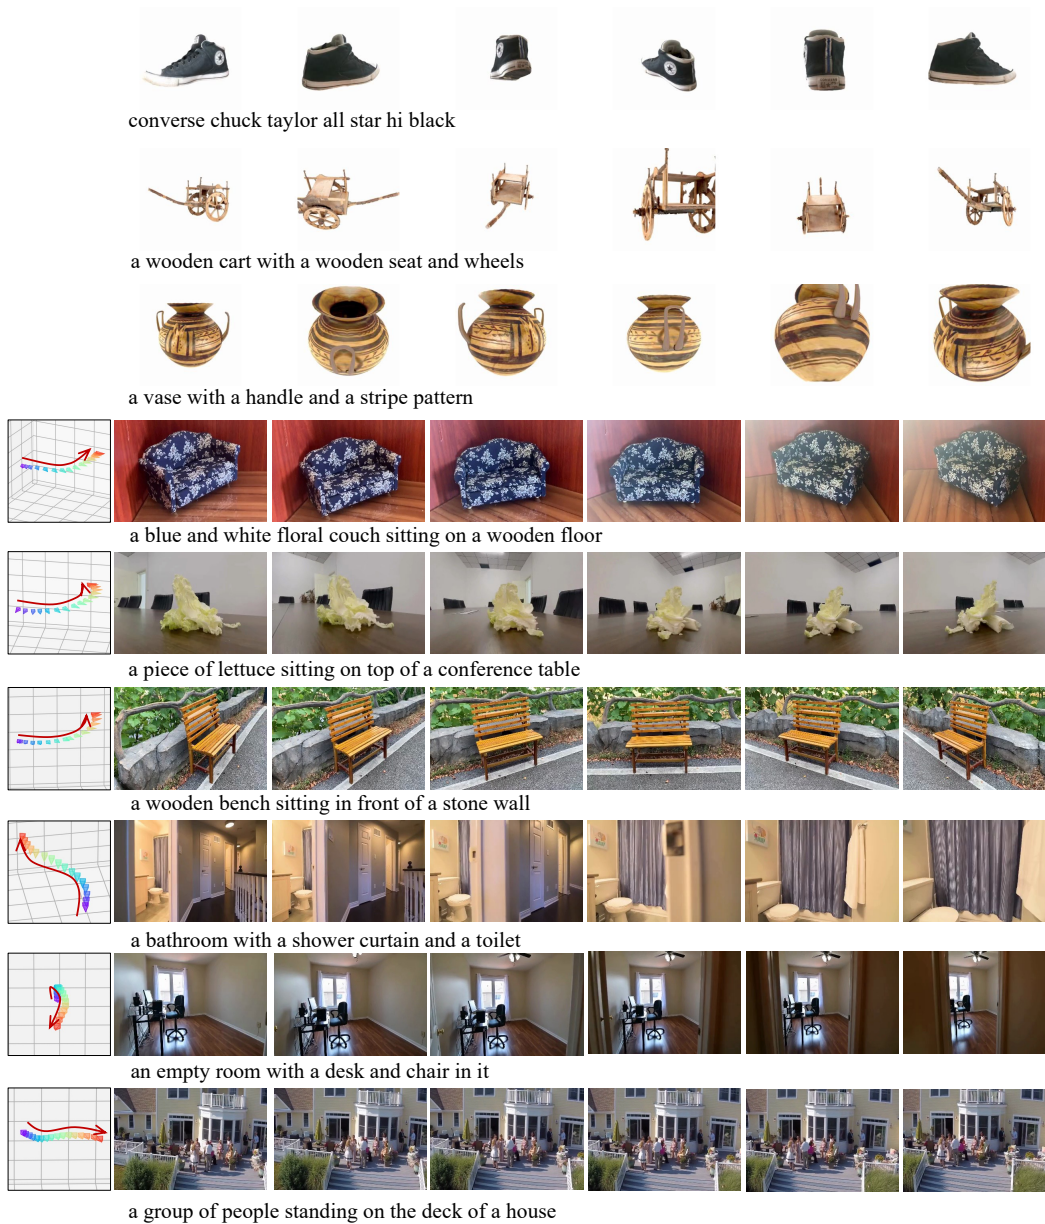 converse chuck taylor all star hi black
a wooden cart with a wooden seat and wheels
a vase with a handle and a stripe pattern
a blue and white floral couch sitting on a wooden floor
a piece of lettuce sitting on top of a conference table
a wooden bench sitting in front of a stone wall
a bathroom with a shower curtain and a toilet
an empty room with a desk and chair in it
a group of people standing on the deck of a house